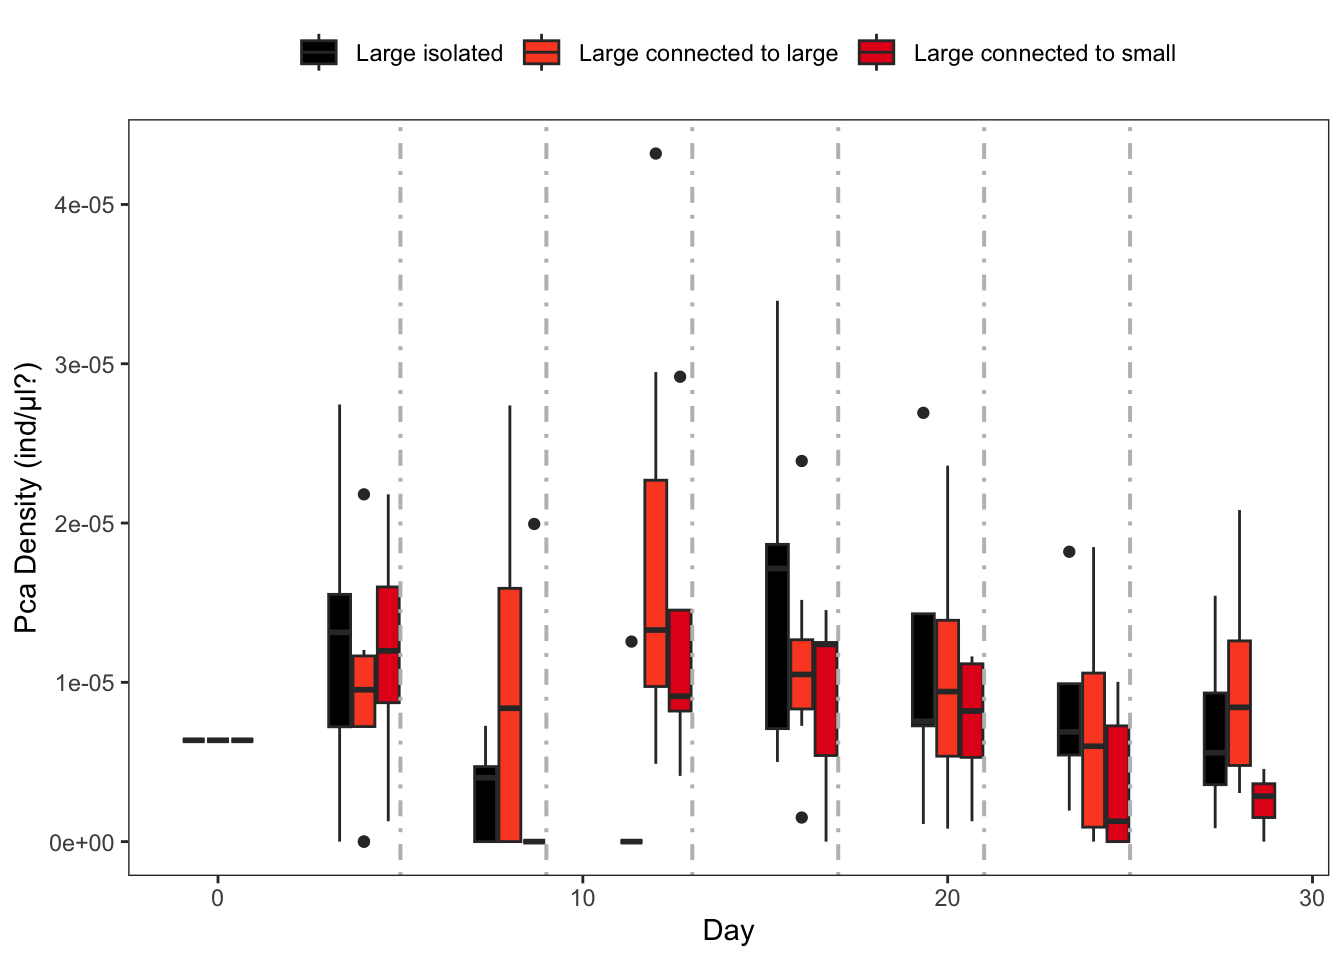 Large isolated Large connected to large Large connected to small
Pca Density (ind/µl?)
4e-05
3e-05
2e-05
1e-05
0e+00
0 10 20 30
Day